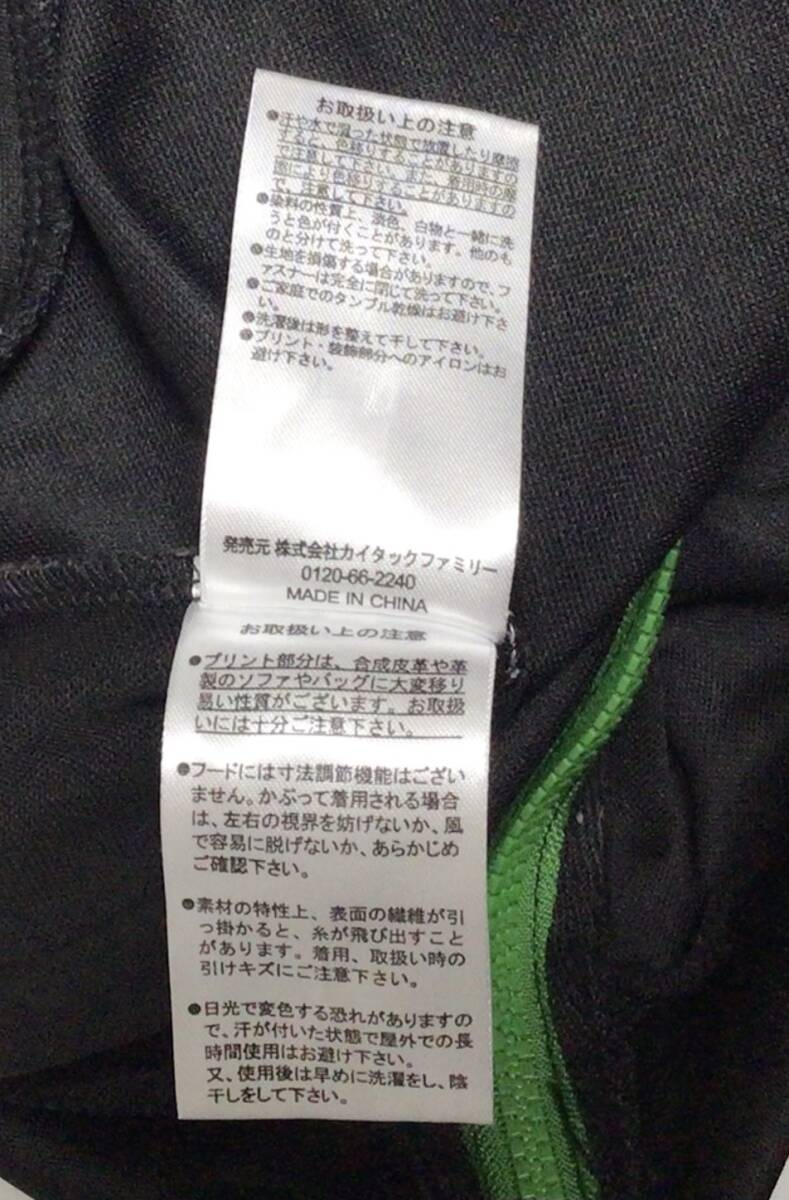 お取扱い上の注意
●汗や水で湿った状態で放置したり摩擦
すると、色移りすることがありますの
で注意して下さい。また、着用時の摩
擦により色移りすることがありますの
で、注意して下さい。
●染料の性質上、淡色、白物と一緒に洗
うと色が付くことがあります。他のも
のと分けて洗って下さい。
●生地を損傷する場合がありますので、フ
ァスナーは完全に閉じて洗って下さい。
●ご家庭でのタンブル乾燥はお避け下さ
い。
●洗濯後は形を整えて干して下さい。
●プリント・装飾部分へのアイロンはお
避け下さい。
発売元 株式会社カイタックファミリー
0120-66-2240
MADE IN CHINA
お取扱い上の注意
●プリント部分は、合成皮革や革
製のソファやバッグに大変移り
易い性質がございます。お取扱
いには十分ご注意下さい。
●フードには寸法調節機能はござい
ません。かぶって着用される場合
は、左右の視界を妨げないか、風
で容易に脱げないか、あらかじめ
ご確認下さい。
●素材の特性上、表面の繊維が引
っ掛かると、糸が飛び出すこと
があります。着用、取扱い時の
引けキズにご注意下さい。
●日光で変色する恐れがありますの
で、汗が付いた状態で屋外での長
時間使用はお避け下さい。
又、使用後は早めに洗濯をし、陰
干しをして下さい。